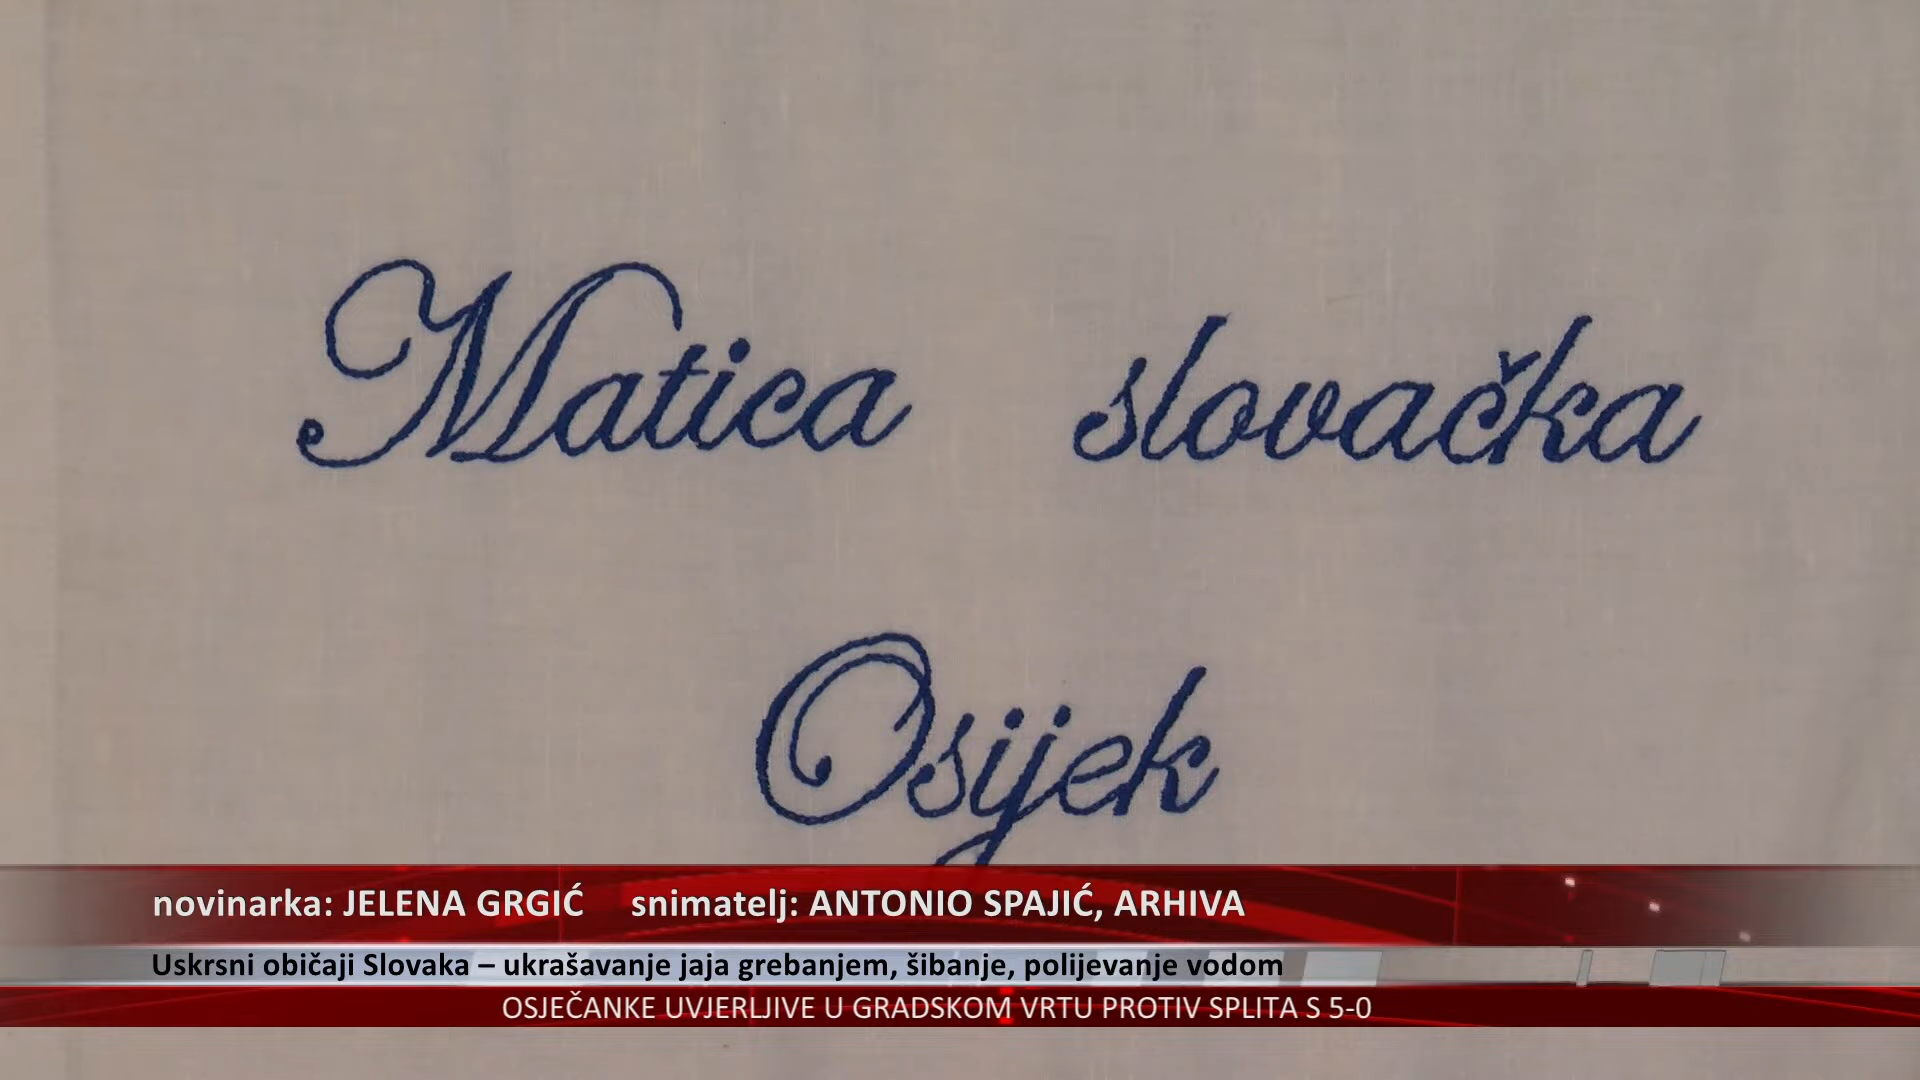 Matica slovačka
Osijek
novinarka: JELENA GRGIĆ snimatelj: ANTONIO SPAJIĆ, ARHIVA
Uskrsni običaji Slovaka – ukrašavanje jaja grebanjem, šibanje, polijevanje vodom
OSJEČANKE UVJERLJIVE U GRADSKOM VRTU PROTIV SPLITA S 5-0